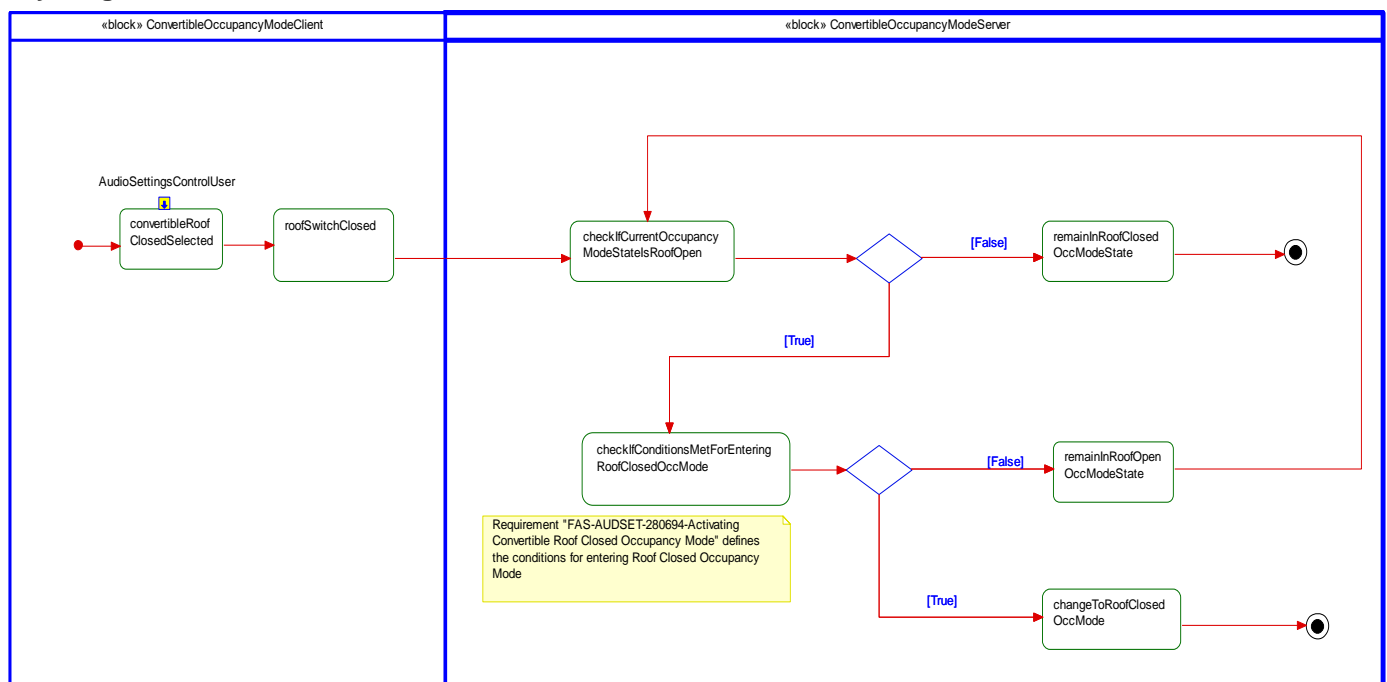 «block» ConvertibleOccupancyModeClient
«block» ConvertibleOccupancyModeServer
AudioSettingsControlUser
convertibleRoof
ClosedSelected
roofSwitchClosed
checkIfCurrentOccupancy
ModeStateIsRoofOpen
[False]
remainInRoofClosed
OccModeState
[True]
checkIfConditionsMetForEntering
RoofClosedOccMode
[False]
remainInRoofOpen
OccModeState
Requirement "FAS-AUDSET-280694-Activating
Convertible Roof Closed Occupancy Mode" defines
the conditions for entering Roof Closed Occupancy
Mode
[True]
changeToRoofClosed
OccMode